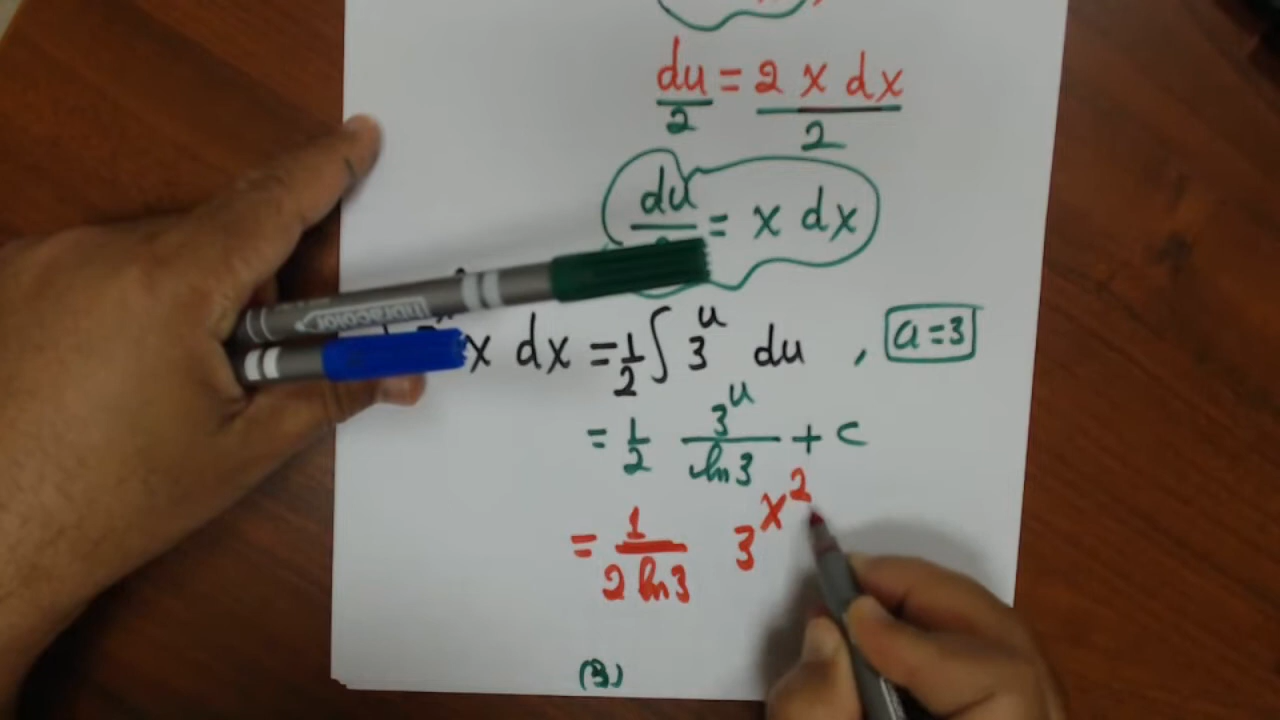 du/2 = 2 x dx/2
du = x dx
x dx = 1/2 ∫ 3^u du , a=3
= 1/2 3^u/ln3 + c
= 1/2 ln3 3^x^2
(3)